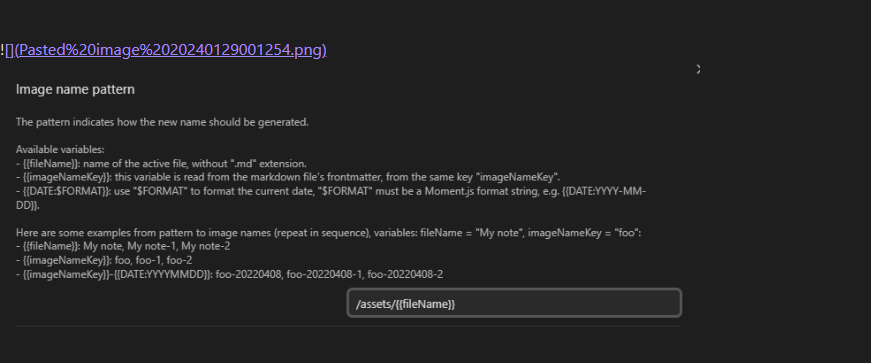 ![](Pasted%20image%2020240129001254.png)
Image name pattern
The pattern indicates how the new name should be generated.
Available variables:
- {{fileName}}: name of the active file, without ".md" extension.
- {{imageNameKey}}: this variable is read from the markdown file's frontmatter, from the same key "imageNameKey".
- {{DATE:$FORMAT}}: use "$FORMAT" to format the current date, "$FORMAT" must be a Moment.js format string, e.g. {{DATE:YYYY-MM-
DD}}.
Here are some examples from pattern to image names (repeat in sequence), variables: fileName = "My note", imageNameKey = "foo":
- {{fileName}}: My note, My note-1, My note-2
- {{imageNameKey}}: foo, foo-1, foo-2
- {{imageNameKey}}-{{DATE:YYYYMMDD}}: foo-20220408, foo-20220408-1, foo-20220408-2
/assets/{{fileName}}